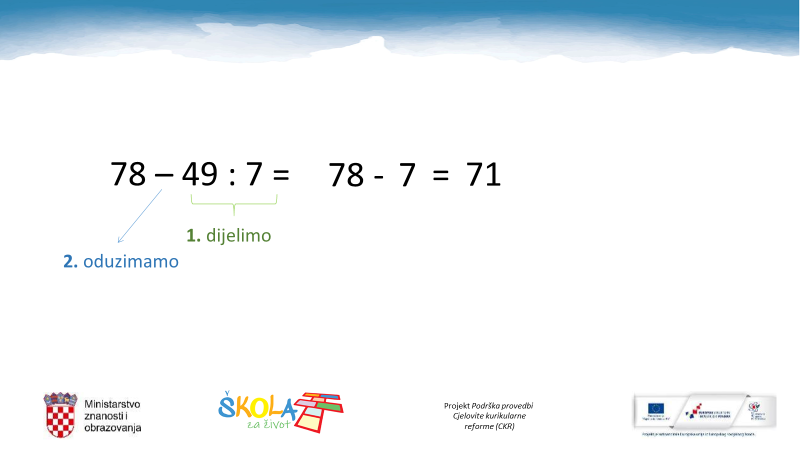 78 – 49 : 7 = 78 - 7 = 71
1. dijelimo
2. oduzimamo
Ministarstvo
znanosti i
obrazovanja
ŠKOLA
za život
Projekt Podrška provedbi
Cjelovite kurikularne
reforme (CKR)